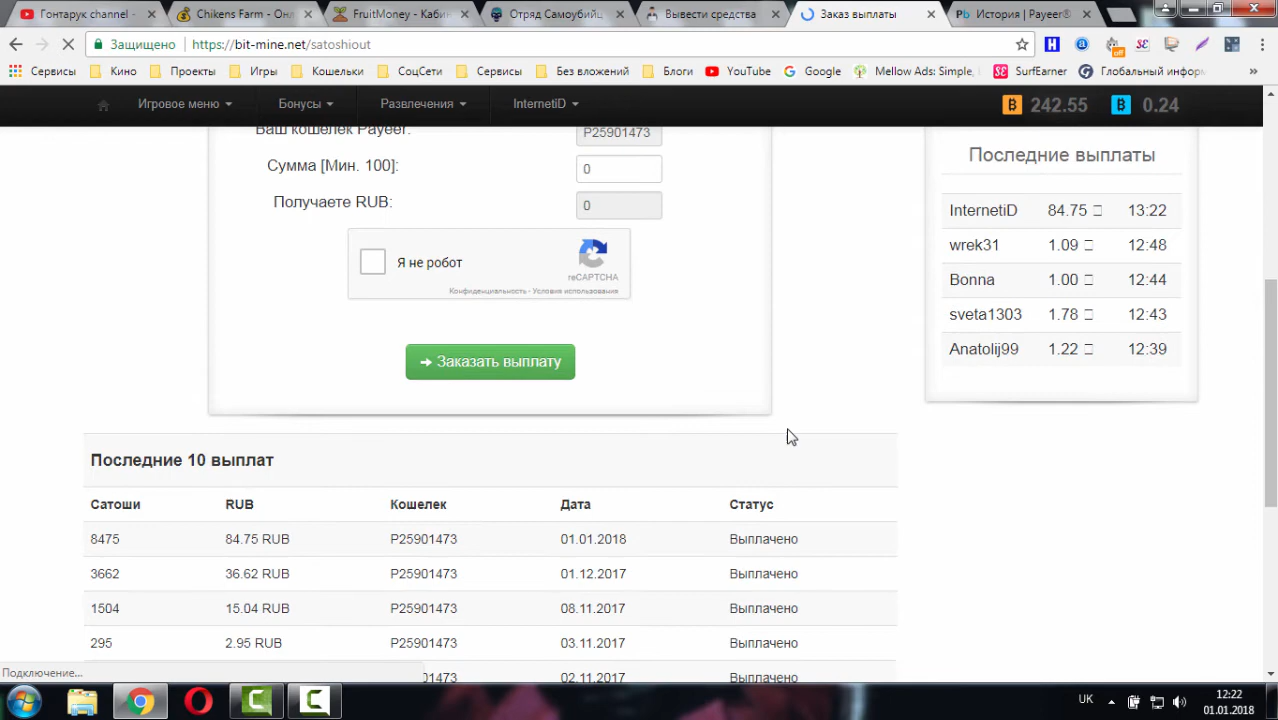 Гонтарук channel -
Chikens Farm - Онл
FruitMoney - Кабин
Отряд Самоубийц
Вывести средства
Заказ выплаты
История | Payeer®
Защищено
https://bit-mine.net/satoshiout
Сервисы
Кино
Проекты
Игры
Кошельки
СоцСети
Сервисы
Без вложений
Блоги
YouTube
Google
Mellow Ads: Simple,
SurfEarner
Глобальный информ
Игровое меню
Бонусы
Развлечения
InternetiD
242.55
0.24
Ваш кошелек Payeer:
P25901473
Сумма [Мин. 100]:
0
Получаете RUB:
0
Я не робот
reCAPTCHA
Конфиденциальность - Условия использования
Заказать выплату
Последние выплаты
InternetiD 84.75 13:22
wrek31 1.09 12:48
Bonna 1.00 12:44
sveta1303 1.78 12:43
Anatolij99 1.22 12:39
Последние 10 выплат
Сатоши RUB Кошелек Дата Статус
8475 84.75 RUB P25901473 01.01.2018 Выплачено
3662 36.62 RUB P25901473 01.12.2017 Выплачено
1504 15.04 RUB P25901473 08.11.2017 Выплачено
295 2.95 RUB P25901473 03.11.2017 Выплачено
01473 02.11.2017 Выплачено
Подключение...
UK
12:22
01.01.2018